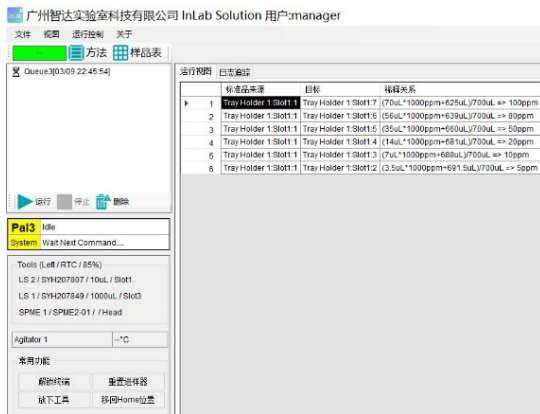 广州智达实验室科技有限公司 InLab Solution 用户:manager
文件 视图 运行控制 关于
方法 样品表
Queue3[03/09 22:45:54]
运行 停止 删除
Pal3 Idle
System Wait Next Command...
Tools (Left / RTC / 85%)
LS 2 / SYH207807 / 10uL / Slot1
LS 1 / SYH207849 / 1000uL / Slot3
SPME 1 / SPME2-01 / / Head
Agitator 1 --°C
常用功能
解锁终端 重置进样器
放下工具 移回Home位置
运行视图 日志追踪
标准品来源 目标 稀释关系
1 Tray Holder 1:Slot1:1 Tray Holder 1:Slot1:7 (70uL*1000ppm+625uL)/700uL => 100ppm
2 Tray Holder 1:Slot1:1 Tray Holder 1:Slot1:6 (56uL*1000ppm+639uL)/700uL => 80ppm
3 Tray Holder 1:Slot1:1 Tray Holder 1:Slot1:5 (35uL*1000ppm+660uL)/700uL => 50ppm
4 Tray Holder 1:Slot1:1 Tray Holder 1:Slot1:4 (14uL*1000ppm+681uL)/700uL => 20ppm
5 Tray Holder 1:Slot1:1 Tray Holder 1:Slot1:3 (7uL*1000ppm+688uL)/700uL => 10ppm
6 Tray Holder 1:Slot1:1 Tray Holder 1:Slot1:2 (3.5uL*1000ppm+691.5uL)/700uL => 5ppm